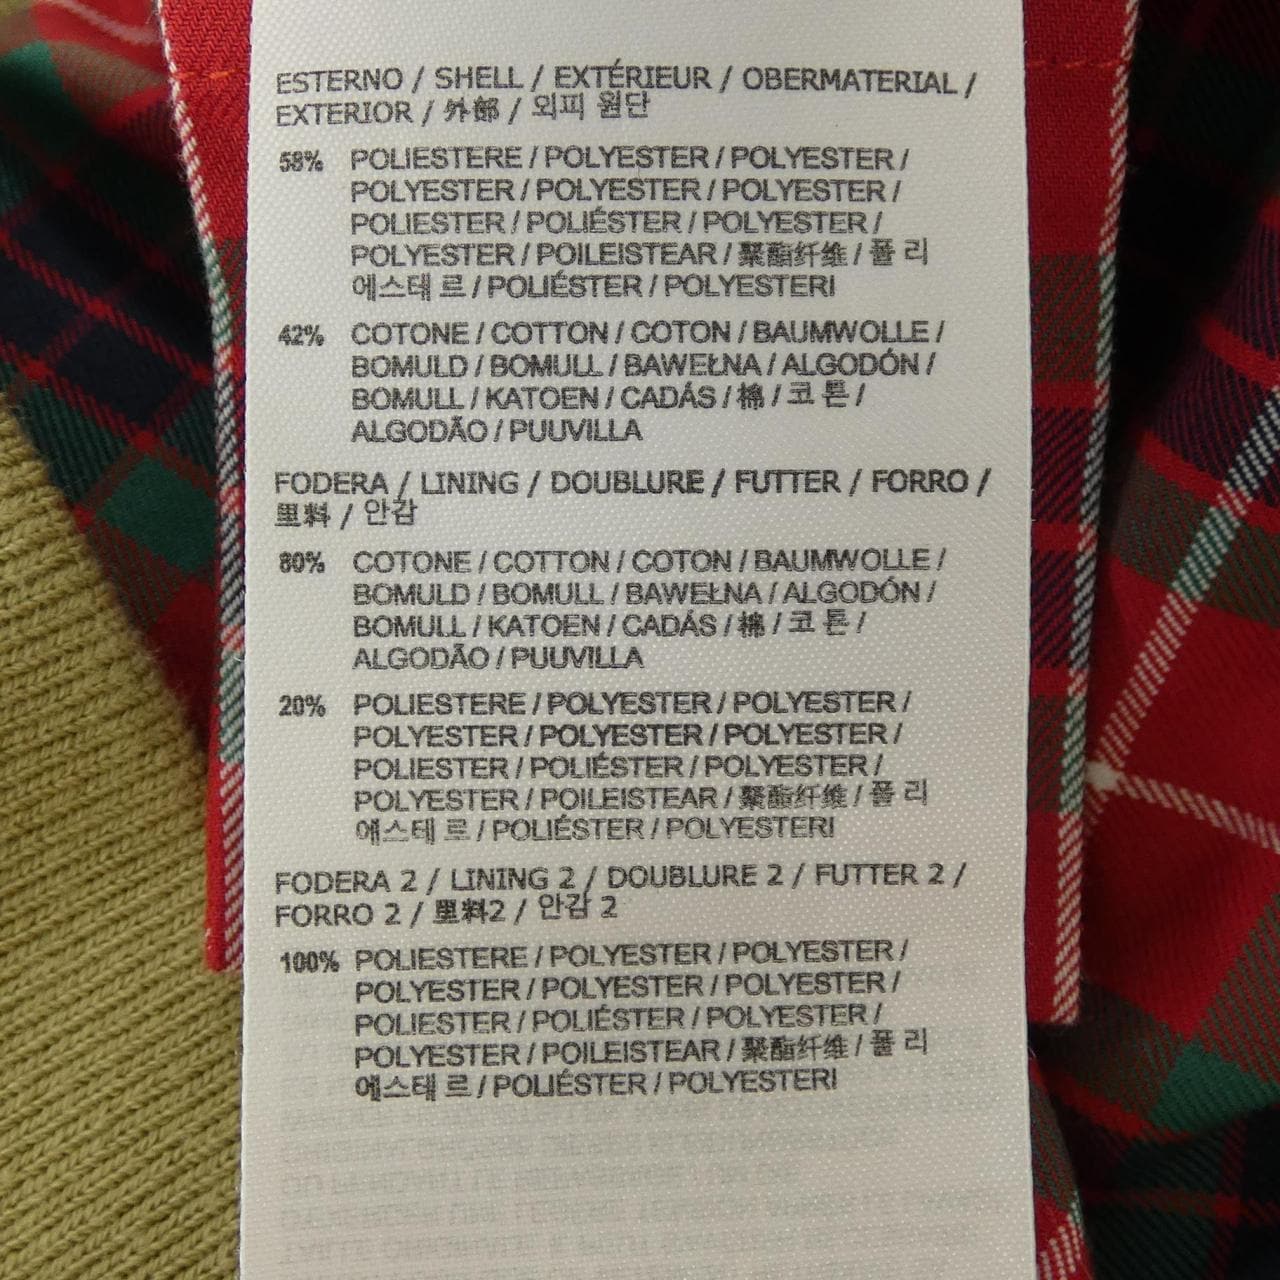 ESTERNO / SHELL / EXTÉRIEUR / OBERMATERIAL /
EXTERIOR / 外部 / 외피 원단
58% POLIESTERE / POLYESTER / POLYESTER /
POLYESTER / POLYESTER / POLYESTER /
POLIESTER / POLIÉSTER / POLYESTER /
POLYESTER / POILEISTEAR / 聚酯纤维 / 폴 리
에스테 르 / POLIÉSTER / POLYESTERI
42% COTONE / COTTON / COTON / BAUMWOLLE /
BOMULD / BOMULL / BAWEŁNA / ALGODÓN /
BOMULL / KATOEN / CADÁS / 棉 / 코 튼 /
ALGODÃO / PUUVILLA
FODERA / LINING / DOUBLURE / FUTTER / FORRO /
里料 / 안감
80% COTONE / COTTON / COTON / BAUMWOLLE /
BOMULD / BOMULL / BAWEŁNA / ALGODÓN /
BOMULL / KATOEN / CADÁS / 棉 / 코 튼 /
ALGODÃO / PUUVILLA
20% POLIESTERE / POLYESTER / POLYESTER /
POLYESTER / POLYESTER / POLYESTER /
POLIESTER / POLIÉSTER / POLYESTER /
POLYESTER / POILEISTEAR / 聚酯纤维 / 폴 리
에스테 르 / POLIÉSTER / POLYESTERI
FODERA 2 / LINING 2 / DOUBLURE 2 / FUTTER 2 /
FORRO 2 / 里料2 / 안감 2
100% POLIESTERE / POLYESTER / POLYESTER /
POLYESTER / POLYESTER / POLYESTER /
POLIESTER / POLIÉSTER / POLYESTER /
POLYESTER / POILEISTEAR / 聚酯纤维 / 폴 리
에스테 르 / POLIÉSTER / POLYESTERI